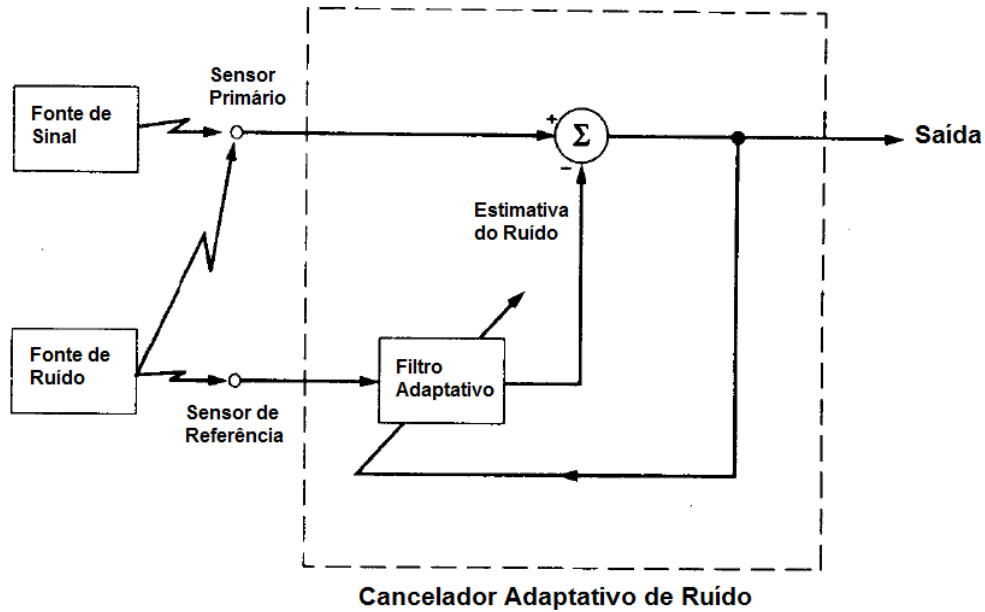 Sensor
Primário
Fonte de
Sinal
+
Σ
−
Saída
Estimativa
do Ruído
Fonte de
Ruído
Filtro
Adaptativo
Sensor de
Referência
Cancelador Adaptativo de Ruído